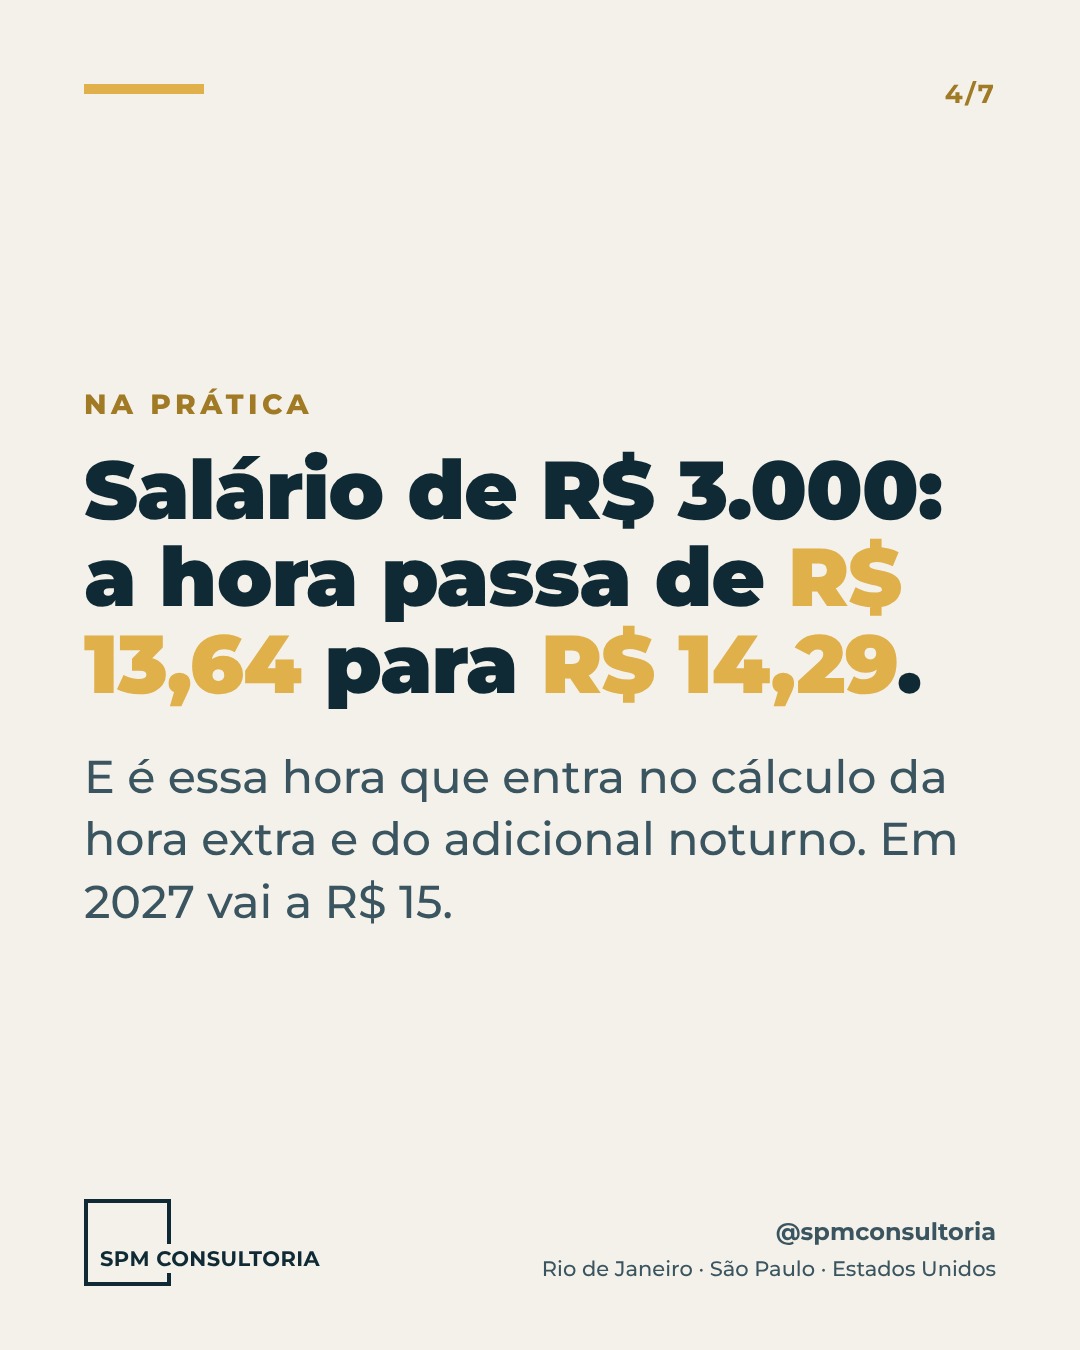 4/7
NA PRÁTICA
Salário de R$ 3.000:
a hora passa de R$
13,64 para R$ 14,29.
E é essa hora que entra no cálculo da
hora extra e do adicional noturno. Em
2027 vai a R$ 15.
SPM CONSULTORIA
@spmconsultoria
Rio de Janeiro · São Paulo · Estados Unidos